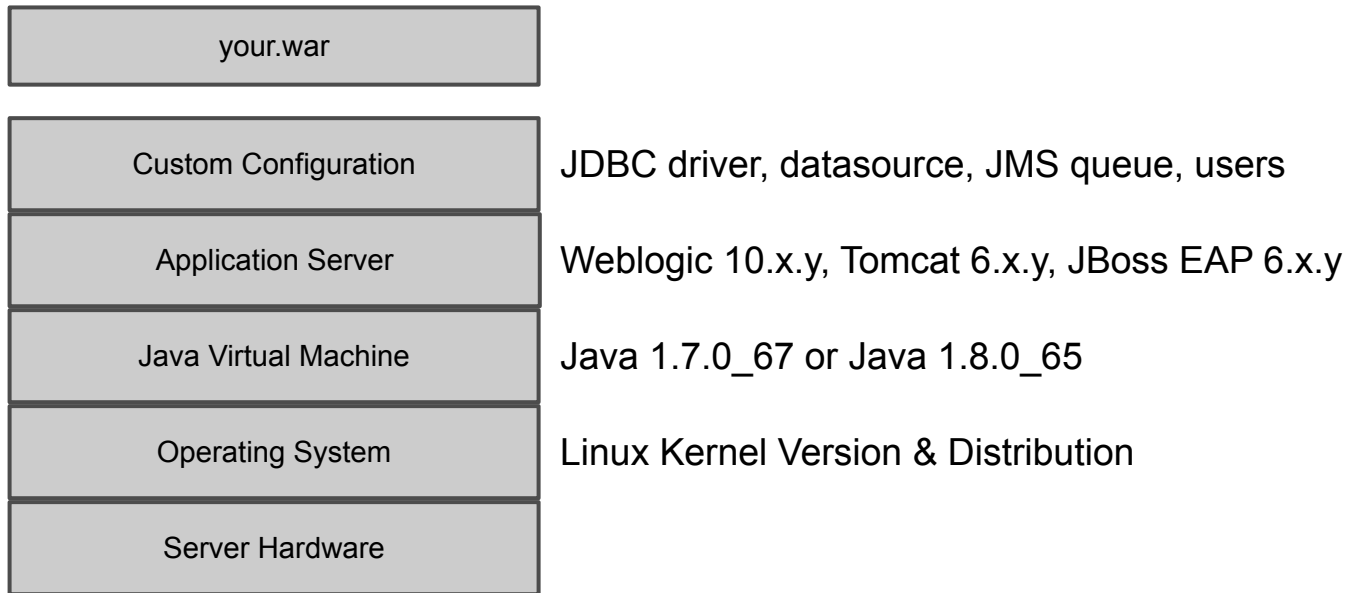 your.war
Custom Configuration
JDBC driver, datasource, JMS queue, users
Application Server
Weblogic 10.x.y, Tomcat 6.x.y, JBoss EAP 6.x.y
Java Virtual Machine
Java 1.7.0_67 or Java 1.8.0_65
Operating System
Linux Kernel Version & Distribution
Server Hardware